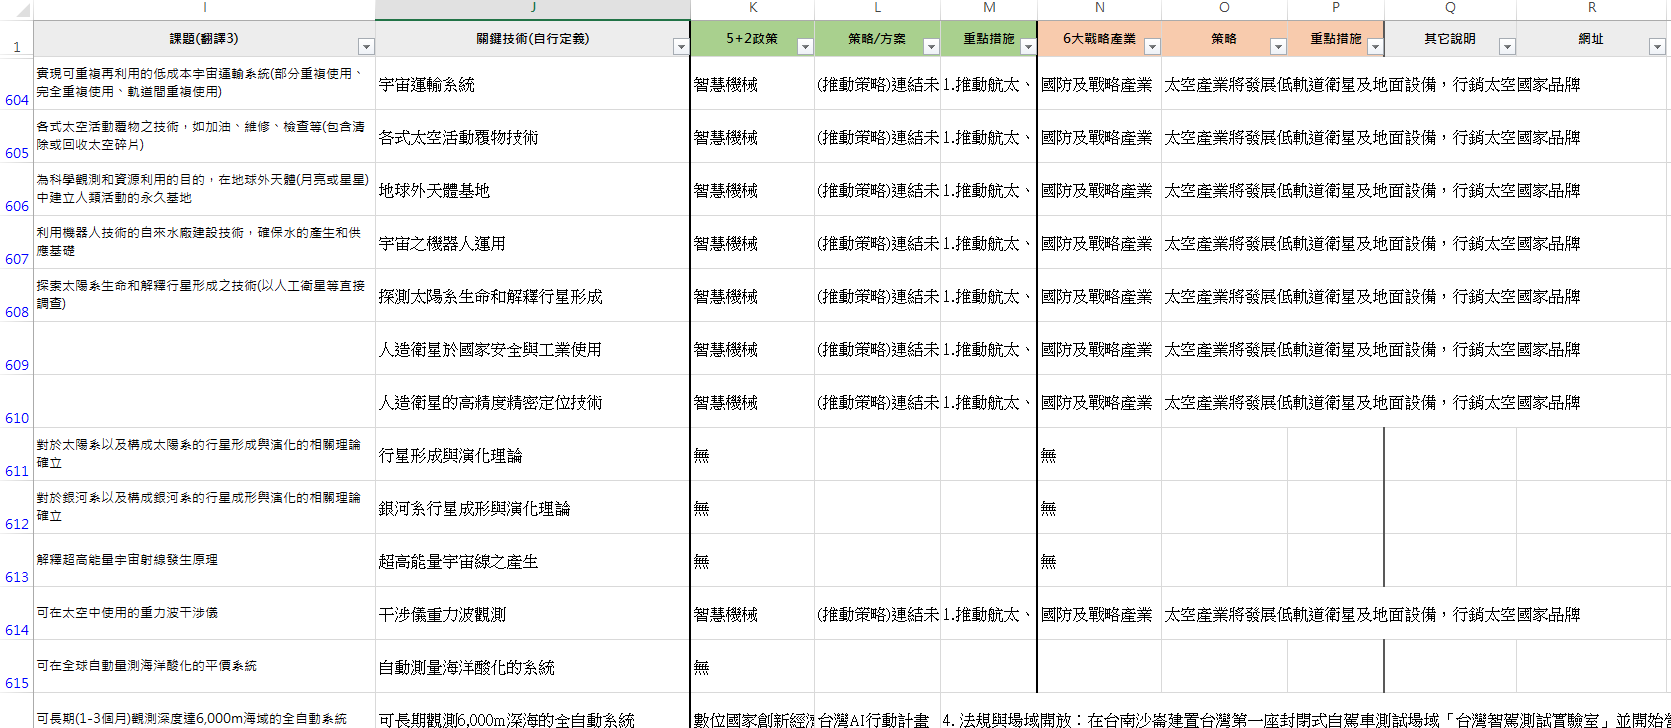 I J K L M N O P Q R
1 課題(翻譯3) 關鍵技術(自行定義) 5+2政策 策略/方案 重點措施 6大戰略產業 策略 重點措施 其它說明 網址
實現可重複再利用的低成本宇宙運輸系統(部分重複使用、
完全重複使用、軌道間重複使用)
604 宇宙運輸系統 智慧機械 (推動策略)連結未 1.推動航太、 國防及戰略產業 太空產業將發展低軌道衛星及地面設備，行銷太空國家品牌
各式太空活動覆物之技術，如加油、維修、檢查等(包含清
除或回收太空碎片)
605 各式太空活動覆物技術 智慧機械 (推動策略)連結未 1.推動航太、 國防及戰略產業 太空產業將發展低軌道衛星及地面設備，行銷太空國家品牌
為科學觀測和資源利用的目的，在地球外天體(月亮或星星)
中建立人類活動的永久基地
606 地球外天體基地 智慧機械 (推動策略)連結未 1.推動航太、 國防及戰略產業 太空產業將發展低軌道衛星及地面設備，行銷太空國家品牌
利用機器人技術的自來水廠建設技術，確保水的產生和供
應基礎
607 宇宙之機器人運用 智慧機械 (推動策略)連結未 1.推動航太、 國防及戰略產業 太空產業將發展低軌道衛星及地面設備，行銷太空國家品牌
探索太陽系生命和解釋行星形成之技術(以人工衛星等直接
調查)
608 探測太陽系生命和解釋行星形成 智慧機械 (推動策略)連結未 1.推動航太、 國防及戰略產業 太空產業將發展低軌道衛星及地面設備，行銷太空國家品牌
609 人造衛星於國家安全與工業使用 智慧機械 (推動策略)連結未 1.推動航太、 國防及戰略產業 太空產業將發展低軌道衛星及地面設備，行銷太空國家品牌
610 人造衛星的高精度精密定位技術 智慧機械 (推動策略)連結未 1.推動航太、 國防及戰略產業 太空產業將發展低軌道衛星及地面設備，行銷太空國家品牌
對於太陽系以及構成太陽系的行星形成與演化的相關理論
確立
611 行星形成與演化理論 無 無
對於銀河系以及構成銀河系的行星成形與演化的相關理論
確立
612 銀河系行星成形與演化理論 無 無
613 解釋超高能量宇宙射線發生原理 超高能量宇宙線之產生 無 無
614 可在太空中使用的重力波干涉儀 干涉儀重力波觀測 智慧機械 (推動策略)連結未 1.推動航太、 國防及戰略產業 太空產業將發展低軌道衛星及地面設備，行銷太空國家品牌
615 可在全球自動量測海洋酸化的平價系統 自動測量海洋酸化的系統 無
可長期(1-3個月)觀測深度達6,000m海域的全自動系統 可長期觀測6,000m深海的全自動系統 數位國家創新經濟 台灣AI行動計畫 4.法規與場域開放：在台南沙崙建置台灣第一座封閉式自駕車測試場域「台灣智駕測試實驗室」並開始營